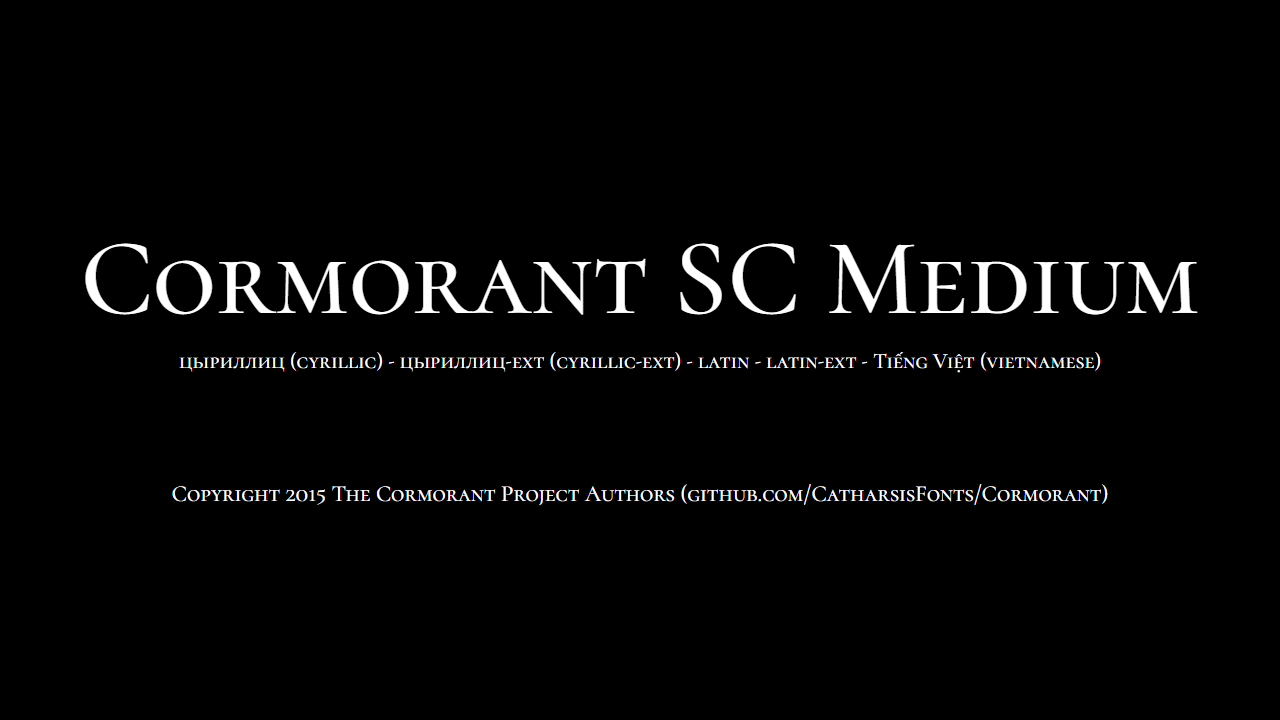 Cormorant SC Medium
цыриллиц (cyrillic) - цыриллиц-ext (cyrillic-ext) - latin - latin-ext - Tiếng Việt (vietnamese)
Copyright 2015 The Cormorant Project Authors (github.com/CatharsisFonts/Cormorant)